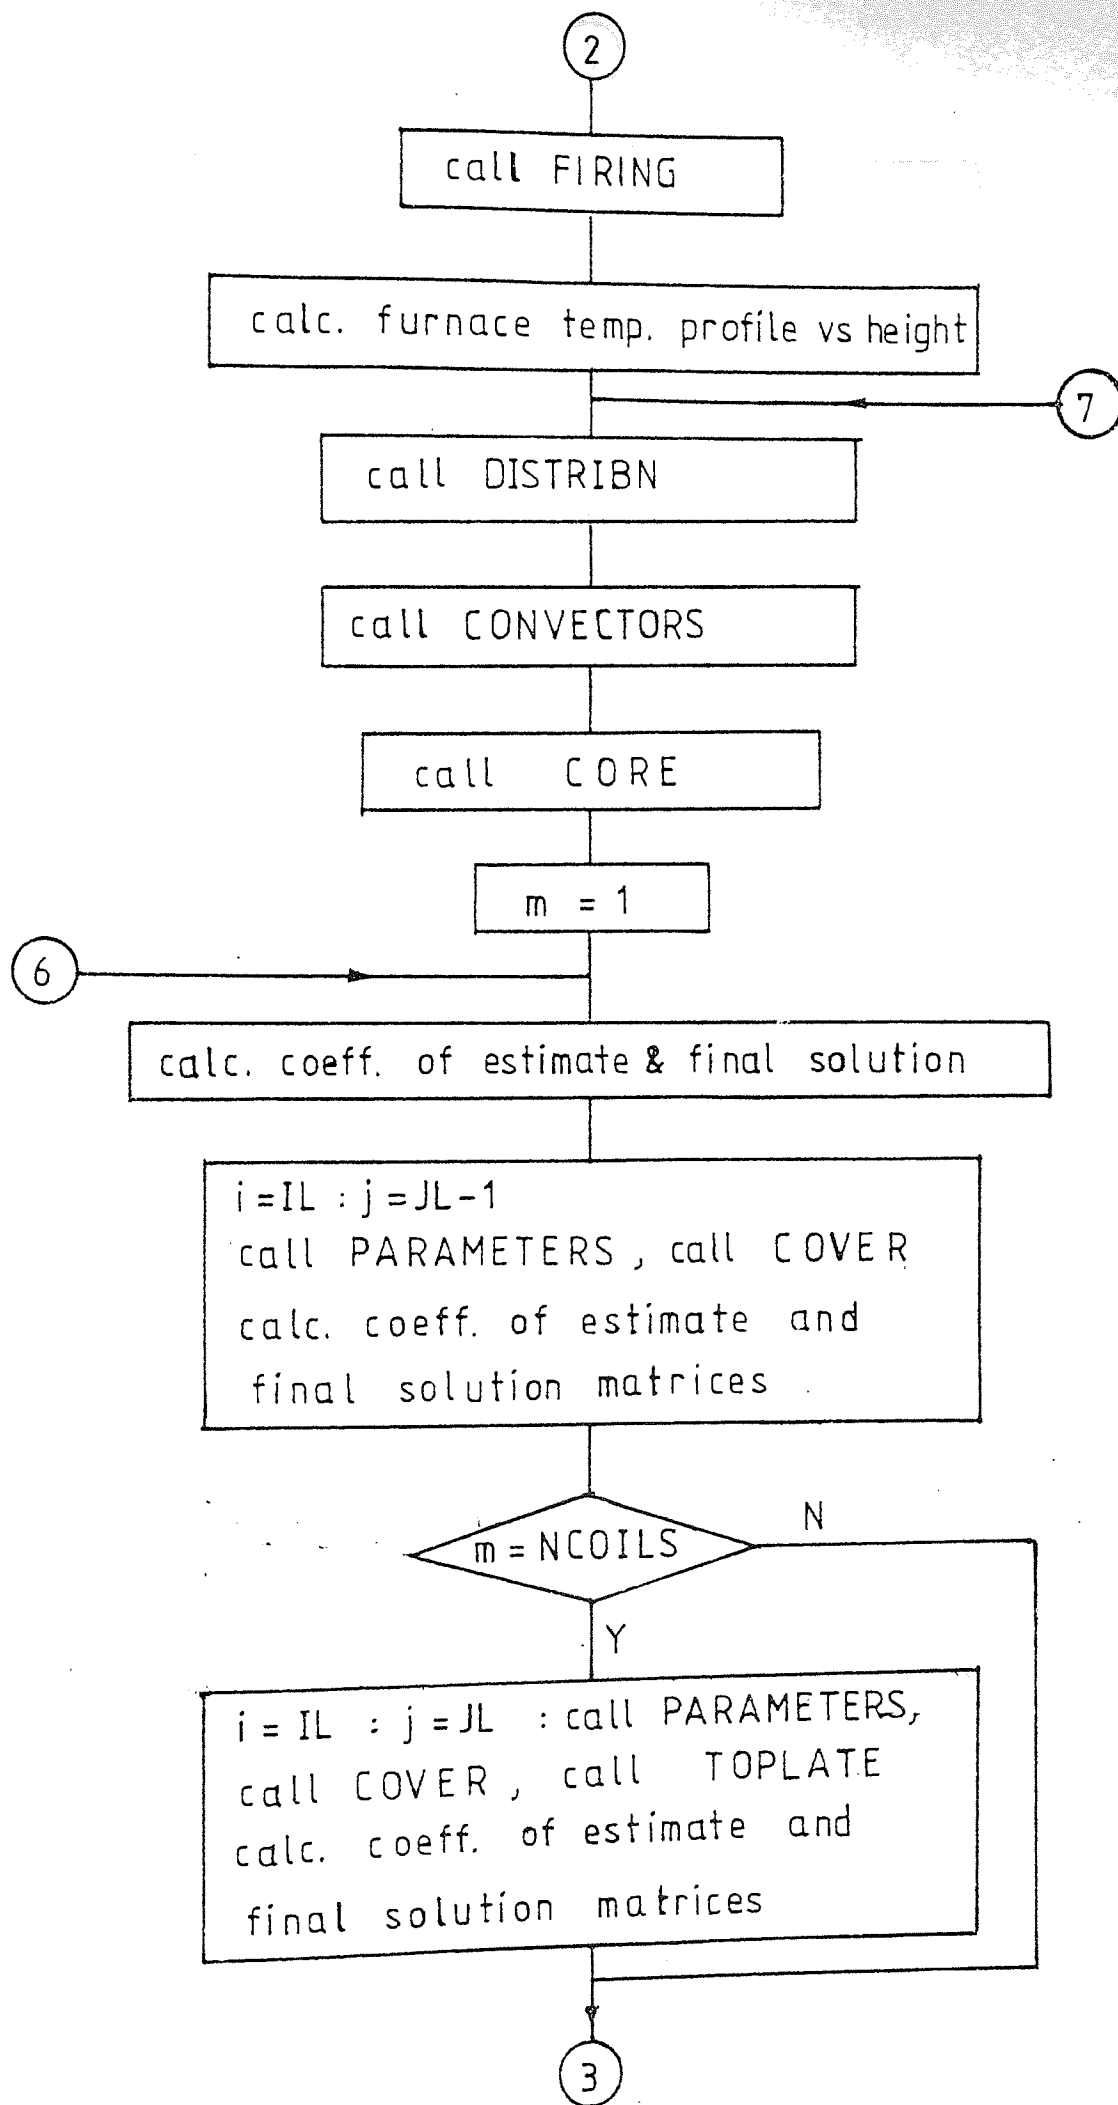 2
call FIRING
calc. furnace temp. profile vs height
7
call DISTRIBN
call CONVECTORS
call CORE
m = 1
6
calc. coeff. of estimate & final solution
i = IL : j = JL-1
call PARAMETERS, call COVER
calc. coeff. of estimate and
final solution matrices
m = NCOILS
N
Y
i = IL : j = JL : call PARAMETERS,
call COVER, call TOPLATE
calc. coeff. of estimate and
final solution matrices
3